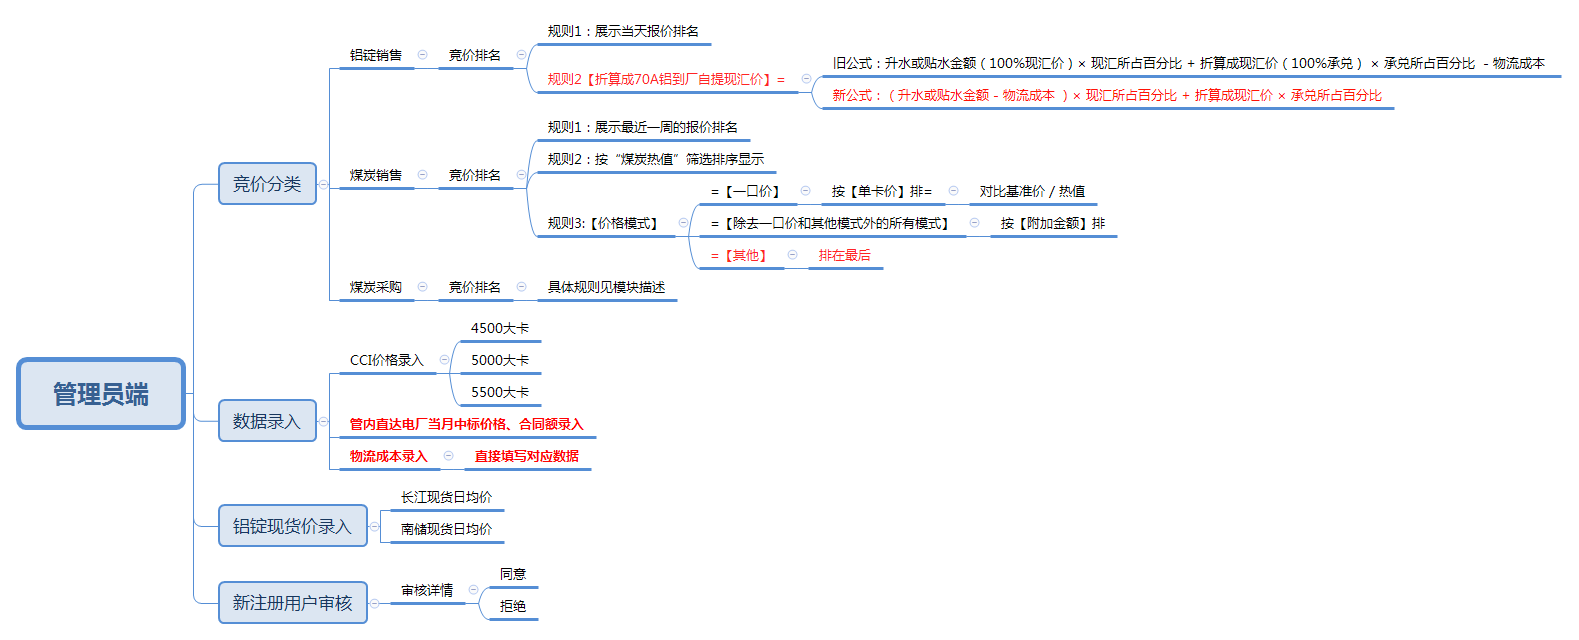 管理员端
竞价分类
铝锭销售
竞价排名
规则1：展示当天报价排名
规则2【折算成70A铝到厂自提现汇价】=
旧公式：升水或贴水金额（100%现汇价）× 现汇所占百分比 + 折算成现汇价（100%承兑） × 承兑所占百分比 － 物流成本
新公式：（ 升水或贴水金额－物流成本 ）× 现汇所占百分比 + 折算成现汇价 × 承兑所占百分比
煤炭销售
竞价排名
规则1：展示最近一周的报价排名
规则2：按“煤炭热值”筛选排序显示
规则3:【价格模式】
=【一口价】
按【单卡价】排=
对比基准价 / 热值
=【除去一口价和其他模式外的所有模式】
按【附加金额】排
=【其他】
排在最后
煤炭采购
竞价排名
具体规则见模块描述
数据录入
CCI价格录入
4500大卡
5000大卡
5500大卡
管内直达电厂当月中标价格、合同额录入
物流成本录入
直接填写对应数据
铝锭现货价录入
长江现货日均价
南储现货日均价
新注册用户审核
审核详情
同意
拒绝